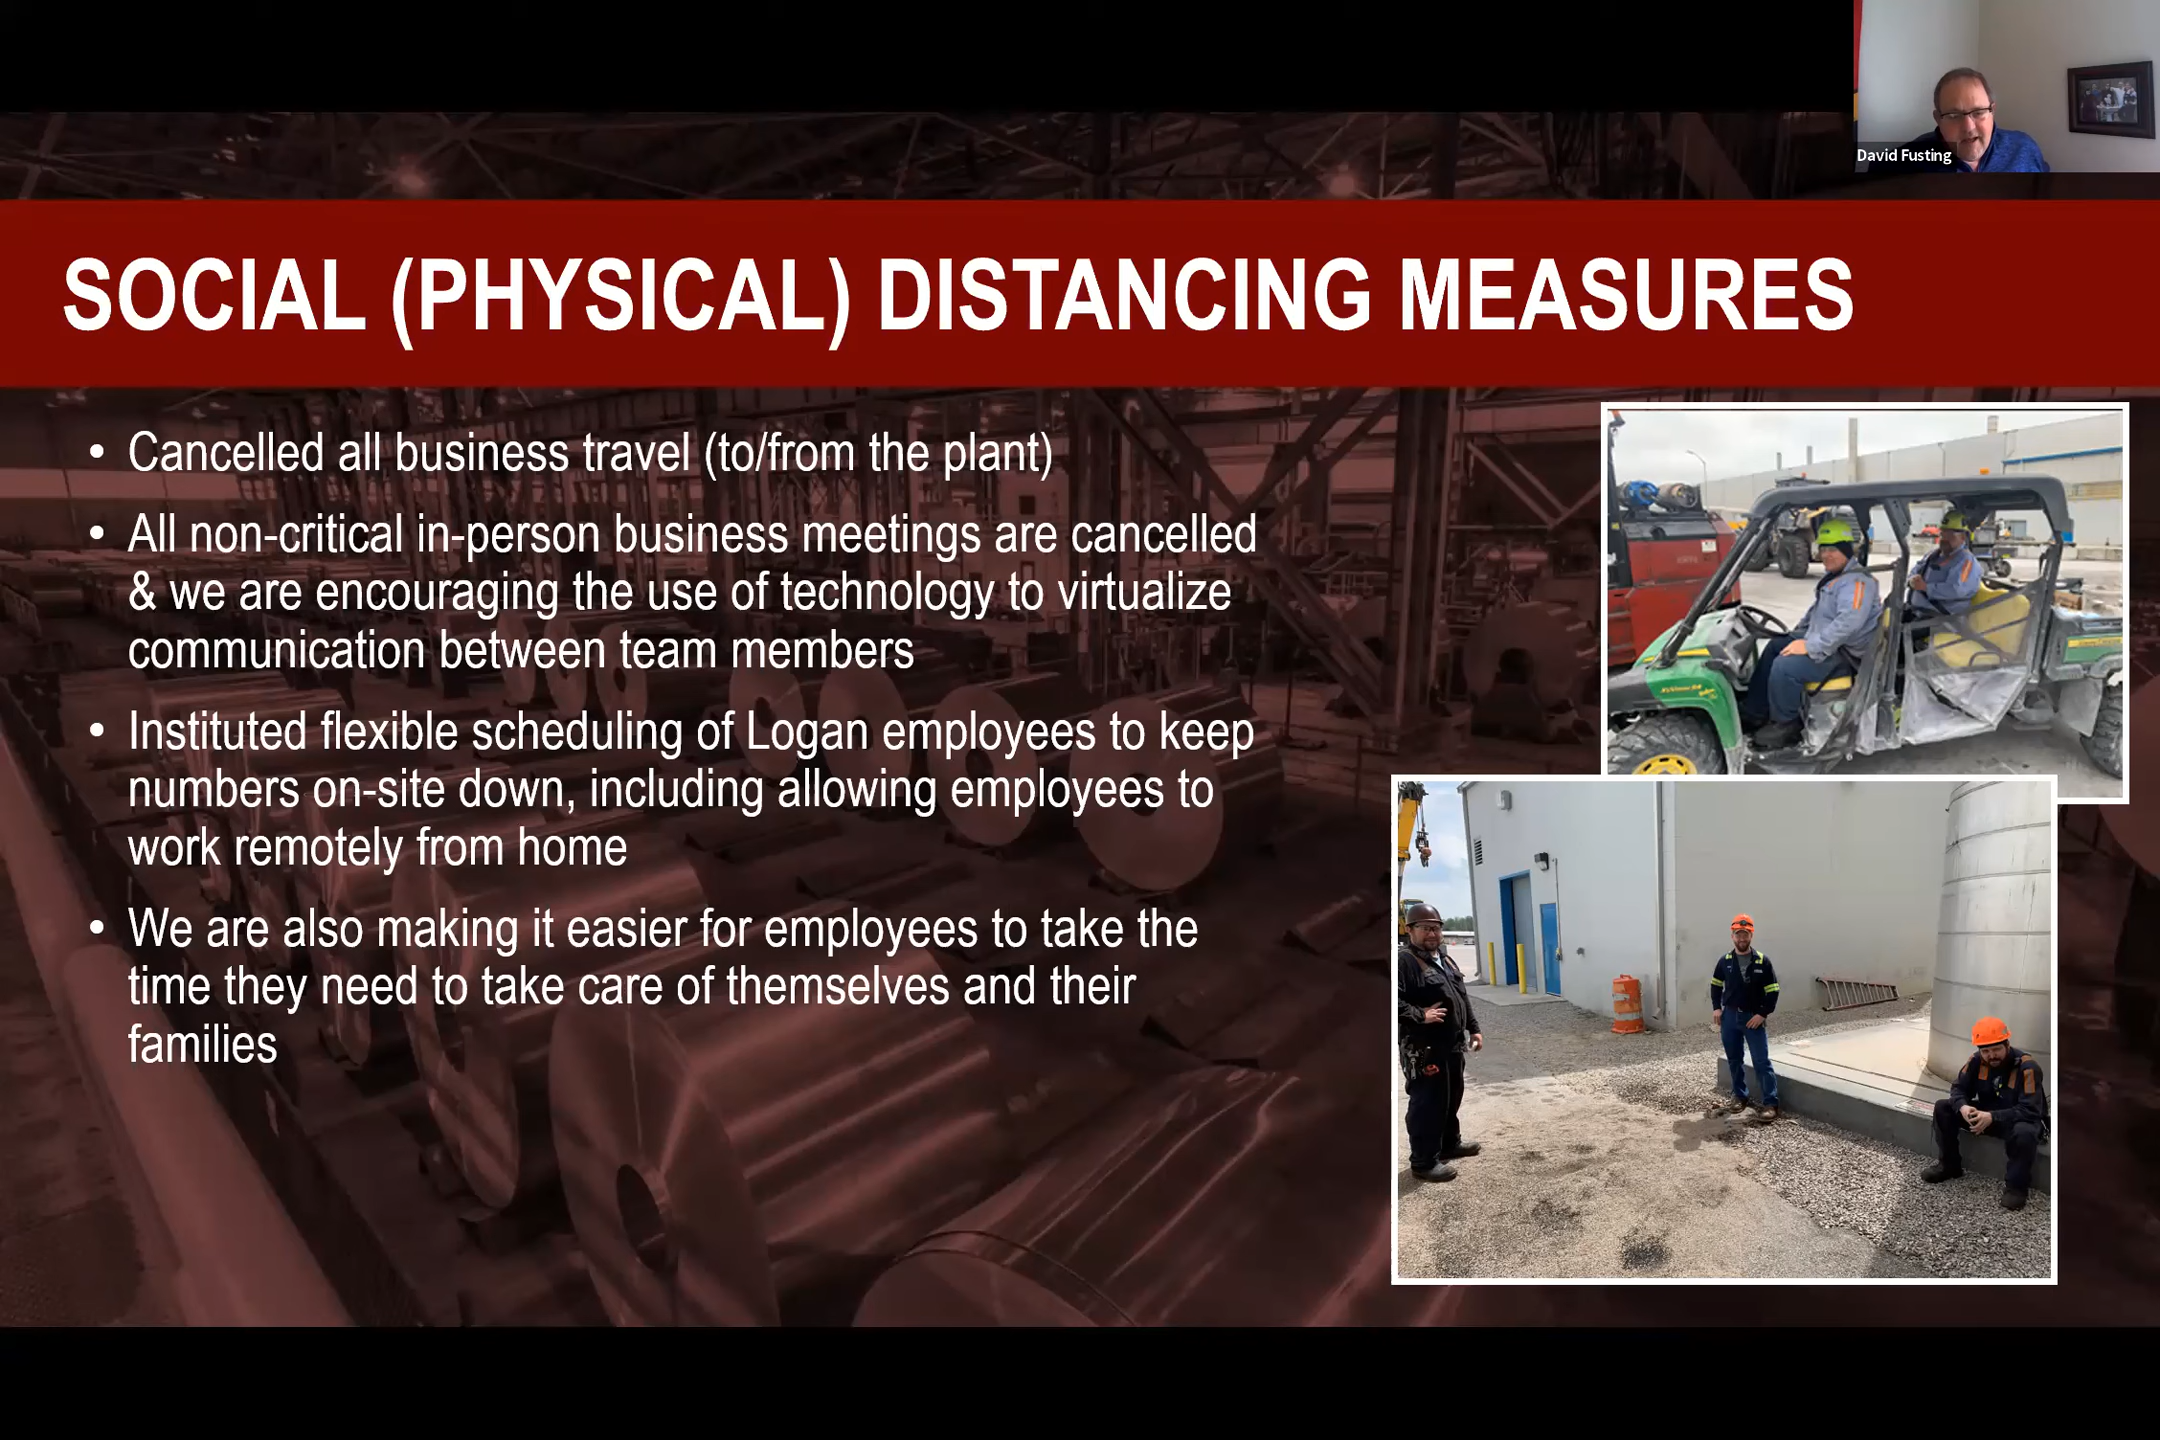 David Fusting
SOCIAL (PHYSICAL) DISTANCING MEASURES
• Cancelled all business travel (to/from the plant)
• All non-critical in-person business meetings are cancelled
& we are encouraging the use of technology to virtualize
communication between team members
• Instituted flexible scheduling of Logan employees to keep
numbers on-site down, including allowing employees to
work remotely from home
• We are also making it easier for employees to take the
time they need to take care of themselves and their
families